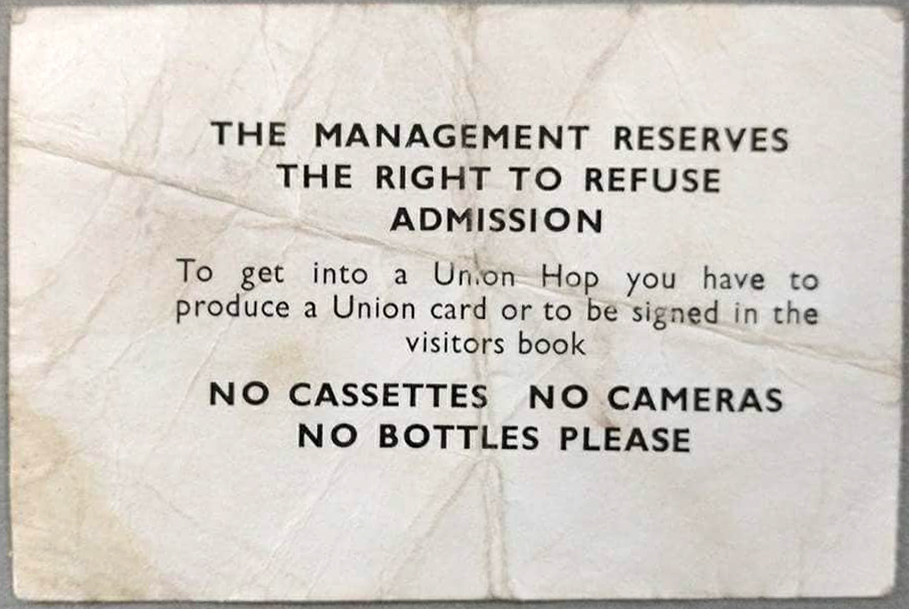 THE MANAGEMENT RESERVES
THE RIGHT TO REFUSE
ADMISSION
To get into a Union Hop you have to
produce a Union card or to be signed in the
visitors book
NO CASSETTES NO CAMERAS
NO BOTTLES PLEASE